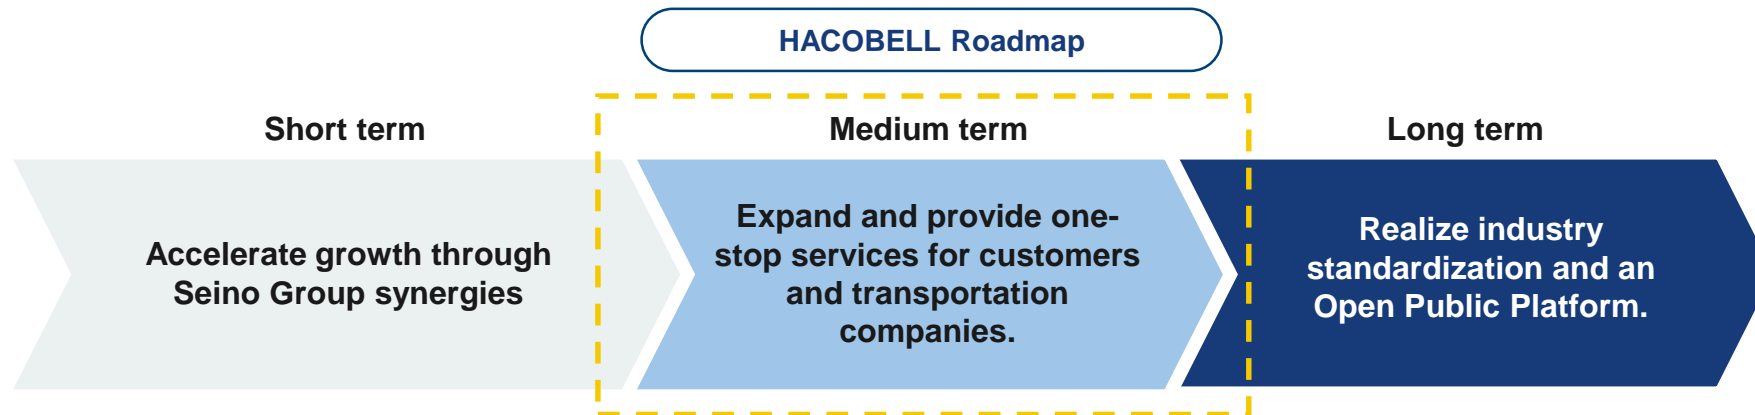 HACOBELL Roadmap
Short term
Medium term
Long term
Accelerate growth through
Seino Group synergies
Expand and provide one-
stop services for customers
and transportation
companies.
Realize industry
standardization and an
Open Public Platform.